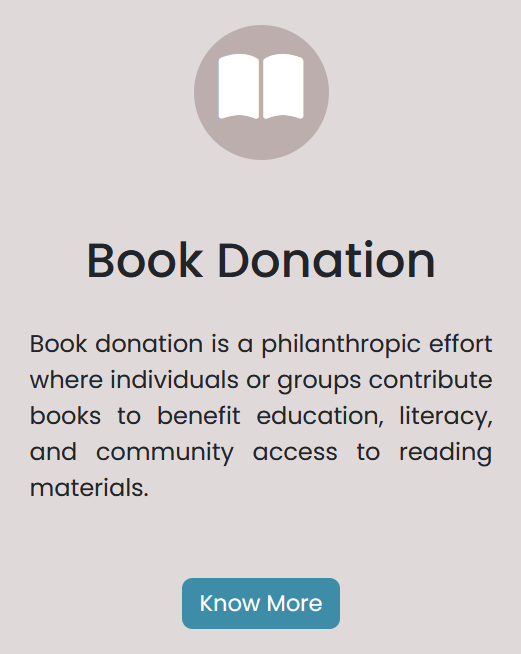 Book Donation
Book donation is a philanthropic effort
where individuals or groups contribute
books to benefit education, literacy,
and community access to reading
materials.
Know More